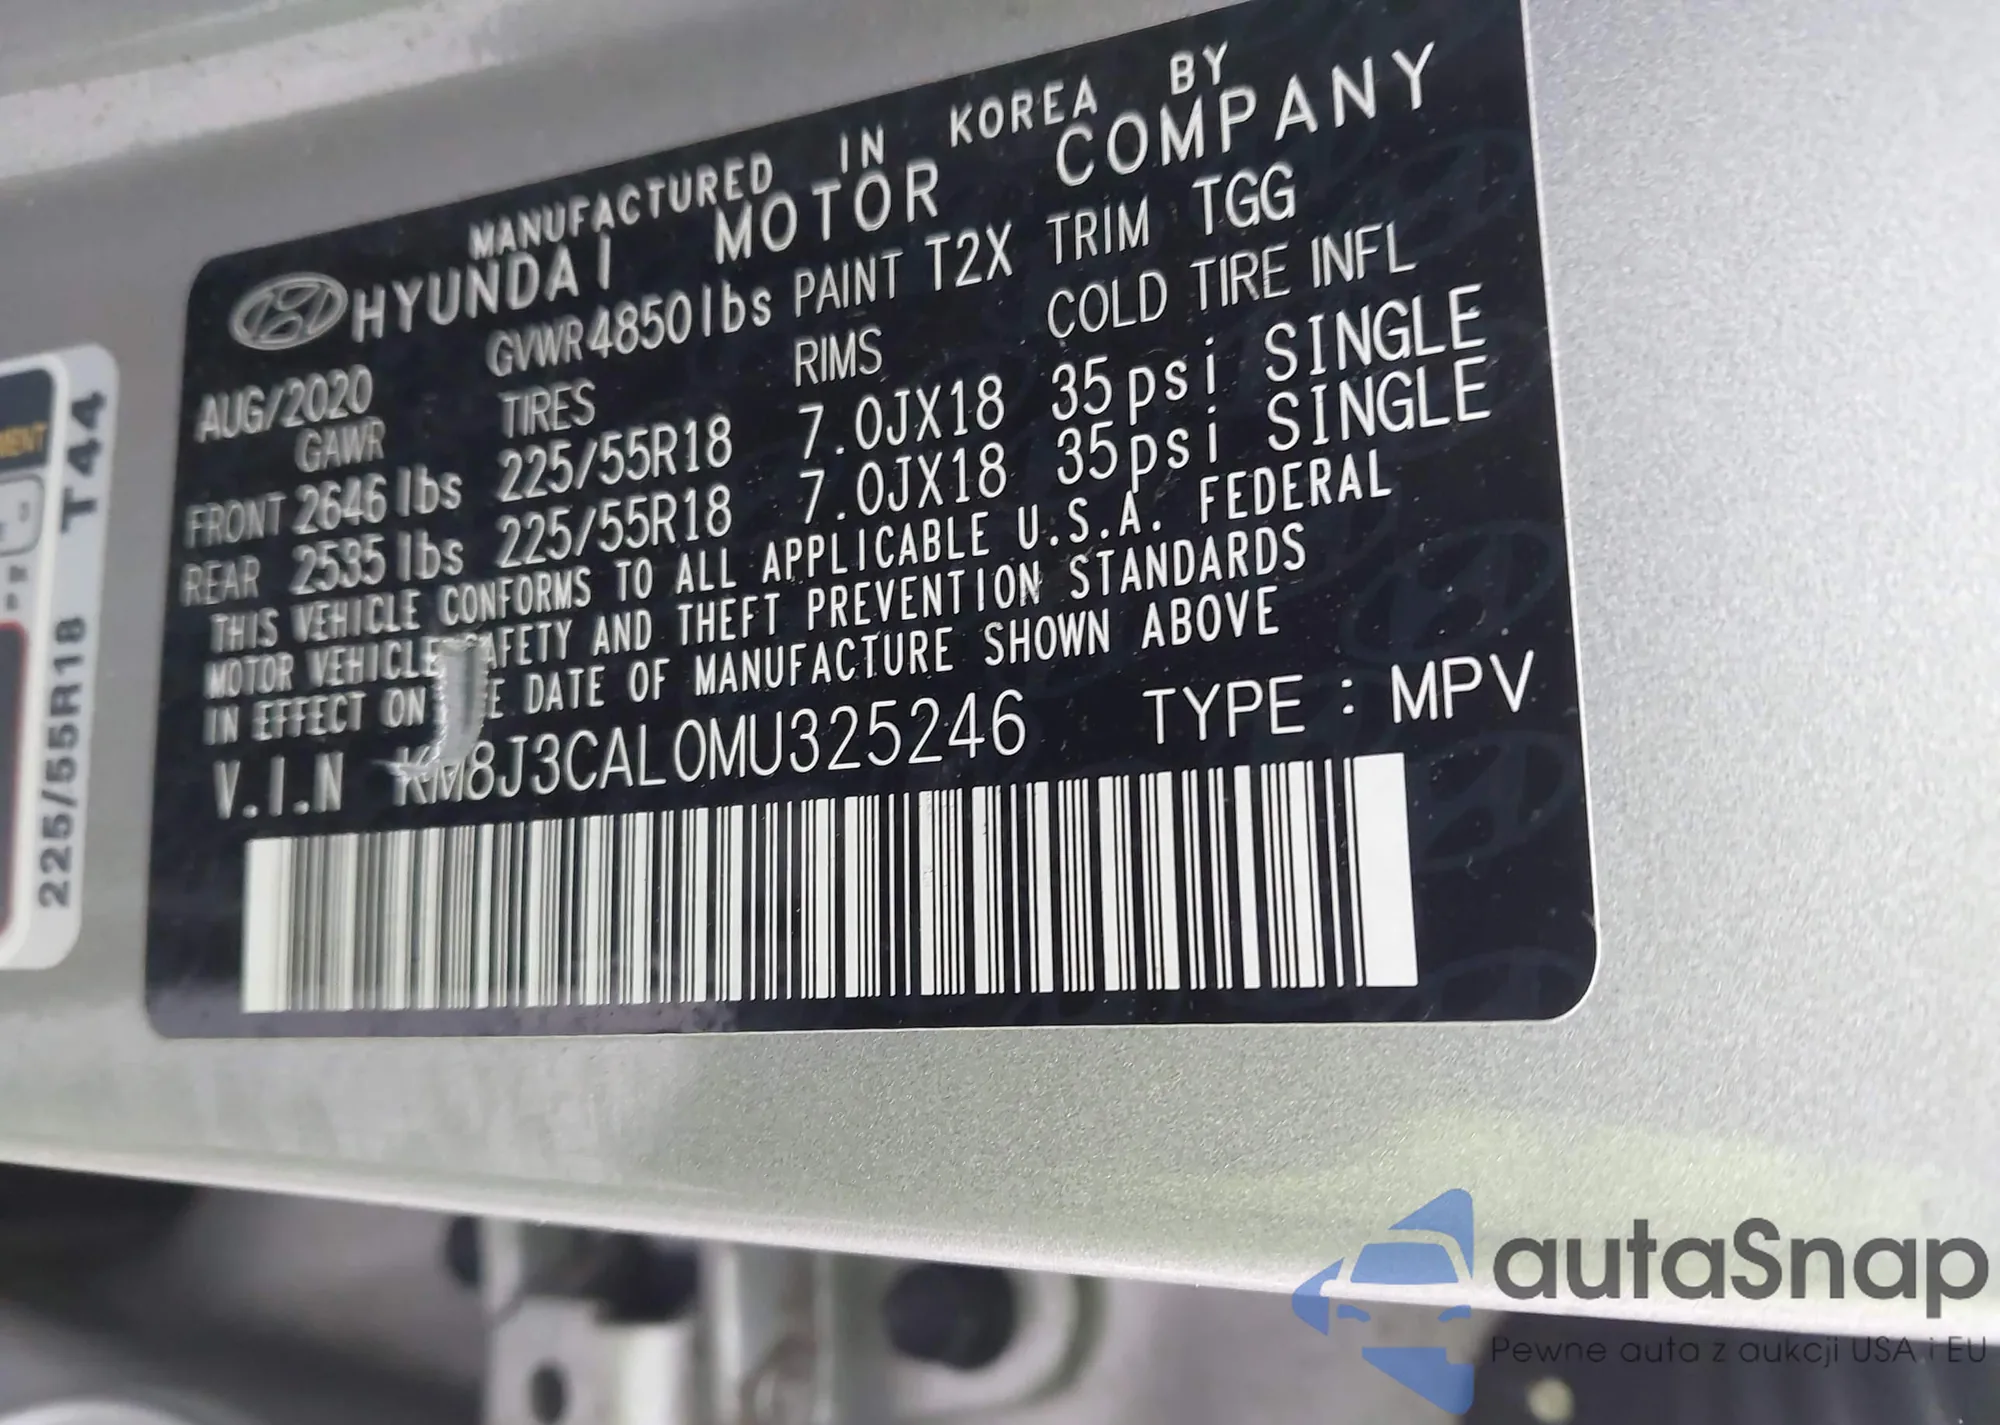 MANUFACTURED IN KOREA BY
HYUNDAI MOTOR COMPANY
AUG/2020 GVWR 4850lbs PAINT T2X TRIM TGG
GAWR TIRES RIMS COLD TIRE INFL
FRONT 2646 lbs 225/55R18 7.0JX18 35psi SINGLE
REAR 2535 lbs 225/55R18 7.0JX18 35psi SINGLE
THIS VEHICLE CONFORMS TO ALL APPLICABLE U.S.A. FEDERAL
MOTOR VEHICLE SAFETY AND THEFT PREVENTION STANDARDS
IN EFFECT ON DATE OF MANUFACTURE SHOWN ABOVE
V.I.N KM8J3CAL0MU325246 TYPE : MPV
225/55R18 T44
autaSnap
Pewne auta z aukcji USA i EU